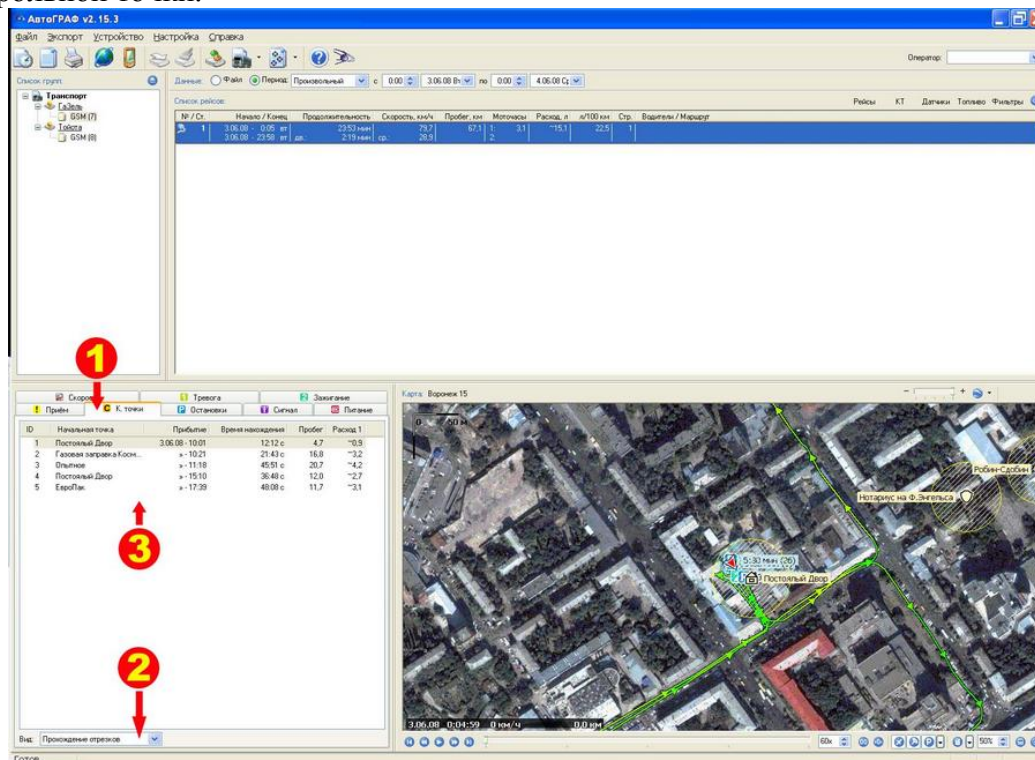 АвтоГРАФ v2.15.3
Файл Экспорт Устройство Настройка Справка
Оператор:
Список групп:
Данные: Файл Период: Произвольный с 0:00 3.06.08 Вт по 0:00 4.06.08 Ср
Транспорт
ГаЗель
GSM (7)
Тойота
GSM (8)
Список рейсов:
Рейсы КТ Датчики Топливо Фильтры
№ / Ст. Начало / Конец Продолжительность Скорость, км/ч Пробег, км Моточасы Расход, л л/100 км Стр. Водители / Маршрут
1 3.06.08 - 0:05 вт 23:53 мин 79,7 67,1 1: 3,1 ~15,1 22,5 1
3.06.08 - 23:58 вт дв.: 2:19 мин ср.: 28,9 2:
1
Тревога Зажигание
Приём К. точки Остановки Сигнал Питание
ID Начальная точка Прибытие Время нахождения Пробег Расход 1
1 Постоялый Двор 3.06.08 - 10:01 12:12 с 4,7 ~0,9
2 Газовая заправка Косм... » - 10:21 21:43 с 16,8 ~3,2
3 Опытное » - 11:18 45:51 с 20,7 ~4,2
4 Постоялый Двор » - 15:10 36:48 с 12,0 ~2,7
5 ЕвроПак » - 17:39 48:08 с 11,7 ~3,1
3
2
Вид: Прохождение отрезков
Карта: Воронеж 15
0 50 м
Робин-Сдобин
Нотариус на Ф.Энгельса
5:30 мин (26)
Постоялый Двор
3.06.08 0:04:59 0 км/ч 0,0 км
60x 50%
Готов